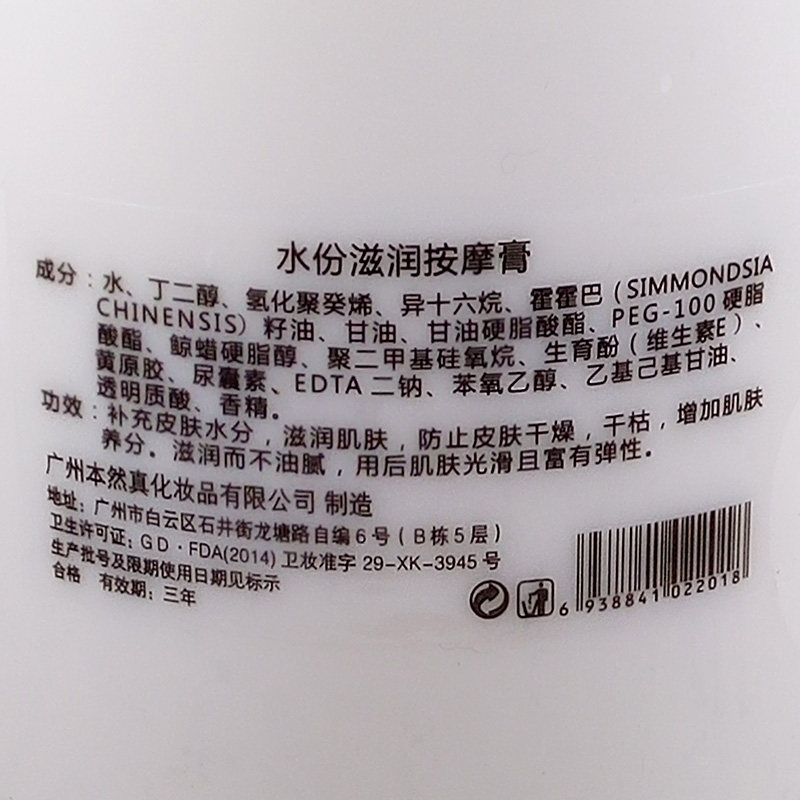 水份滋润按摩膏
成分：水、丁二醇、氢化聚癸烯、异十六烷、霍霍巴（SIMMONDSIA
CHINENSIS）籽油、甘油、甘油硬脂酸酯、PEG-100硬脂
酸酯、鲸蜡硬脂醇、聚二甲基硅氧烷、生育酚（维生素E）、
黄原胶、尿囊素、EDTA 二钠、苯氧乙醇、乙基己基甘油、
透明质酸、香精。
功效：补充皮肤水分，滋润肌肤，防止皮肤干燥，干枯，增加肌肤
养分。滋润而不油腻，用后肌肤光滑且富有弹性。
广州本然真化妆品有限公司 制造
地址：广州市白云区石井街龙塘路自编6号（B栋5层）
卫生许可证：GD·FDA(2014) 卫妆准字 29-XK-3945 号
生产批号及限期使用日期见标示
合格 有效期：三年
6 938841 022018